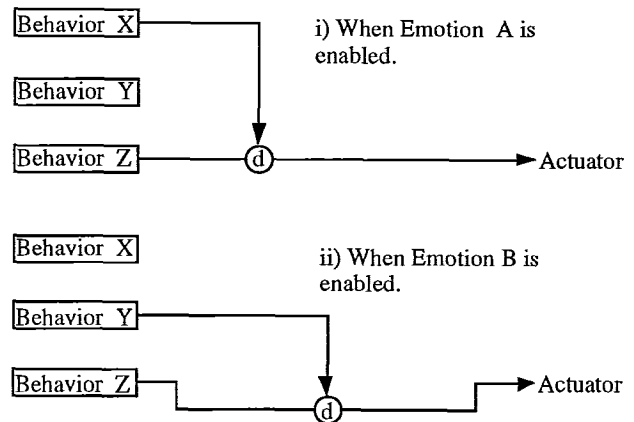 Behavior X
i) When Emotion A is
enabled.
Behavior Y
Behavior Z
d
Actuator
Behavior X
ii) When Emotion B is
enabled.
Behavior Y
Behavior Z
d
Actuator